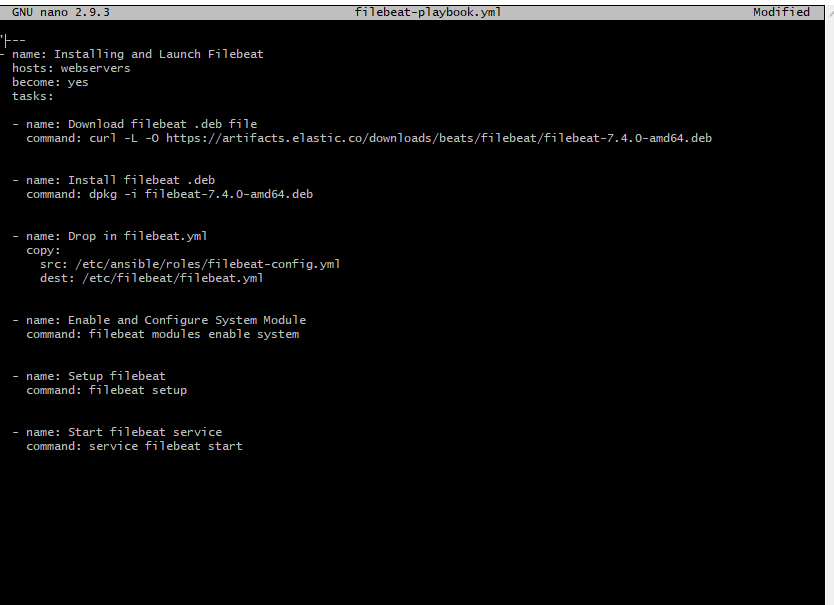 GNU nano 2.9.3 filebeat-playbook.yml Modified
---
- name: Installing and Launch Filebeat
  hosts: webservers
  become: yes
  tasks:
  - name: Download filebeat .deb file
    command: curl -L -O https://artifacts.elastic.co/downloads/beats/filebeat/filebeat-7.4.0-amd64.deb
  - name: Install filebeat .deb
    command: dpkg -i filebeat-7.4.0-amd64.deb
  - name: Drop in filebeat.yml
    copy:
      src: /etc/ansible/roles/filebeat-config.yml
      dest: /etc/filebeat/filebeat.yml
  - name: Enable and Configure System Module
    command: filebeat modules enable system
  - name: Setup filebeat
    command: filebeat setup
  - name: Start filebeat service
    command: service filebeat start